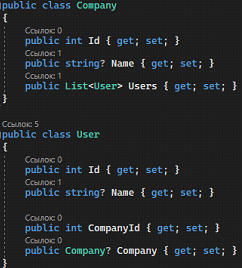 public class Company
{
Ссылок: 0
public int Id { get; set; }
Ссылок: 1
public string? Name { get; set; }
Ссылок: 1
public List<User> Users { get; set; }
}
Ссылок: 5
public class User
{
Ссылок: 0
public int Id { get; set; }
Ссылок: 1
public string? Name { get; set; }
Ссылок: 0
public int CompanyId { get; set; }
Ссылок: 0
public Company? Company { get; set; }
}